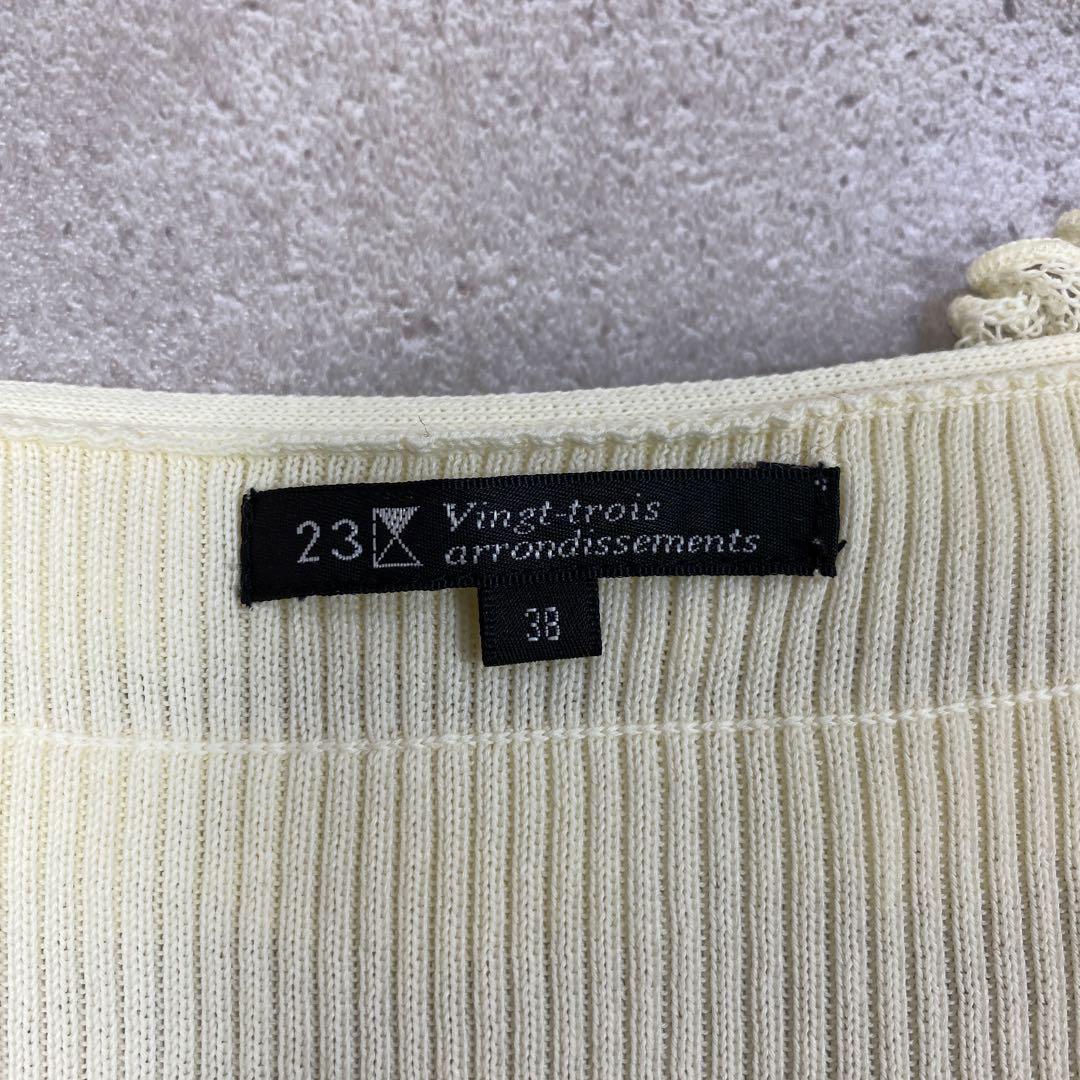 23 Vingt-trois
arrondissements
38